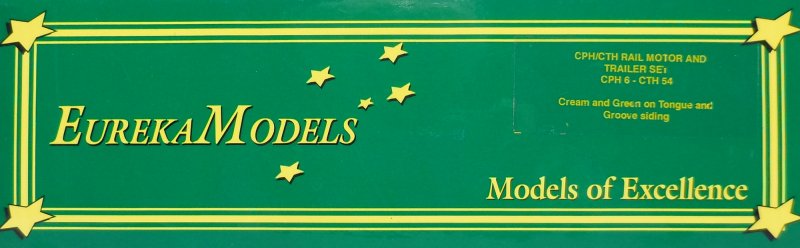 CPH/CTH RAIL MOTOR AND
TRAILER SET
CPH 6 - CTH 54
Cream and Green on Tongue and
Groove siding
EUREKAMODELS
Models of Excellence